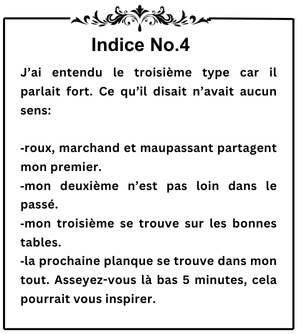 Indice No.4
J'ai entendu le troisième type car il
parlait fort. Ce qu'il disait n'avait aucun
sens:
-roux, marchand et maupassant partagent
mon premier.
-mon deuxième n'est pas loin dans le
passé.
-mon troisième se trouve sur les bonnes
tables.
-la prochaine planque se trouve dans mon
tout. Asseyez-vous là bas 5 minutes, cela
pourrait vous inspirer.